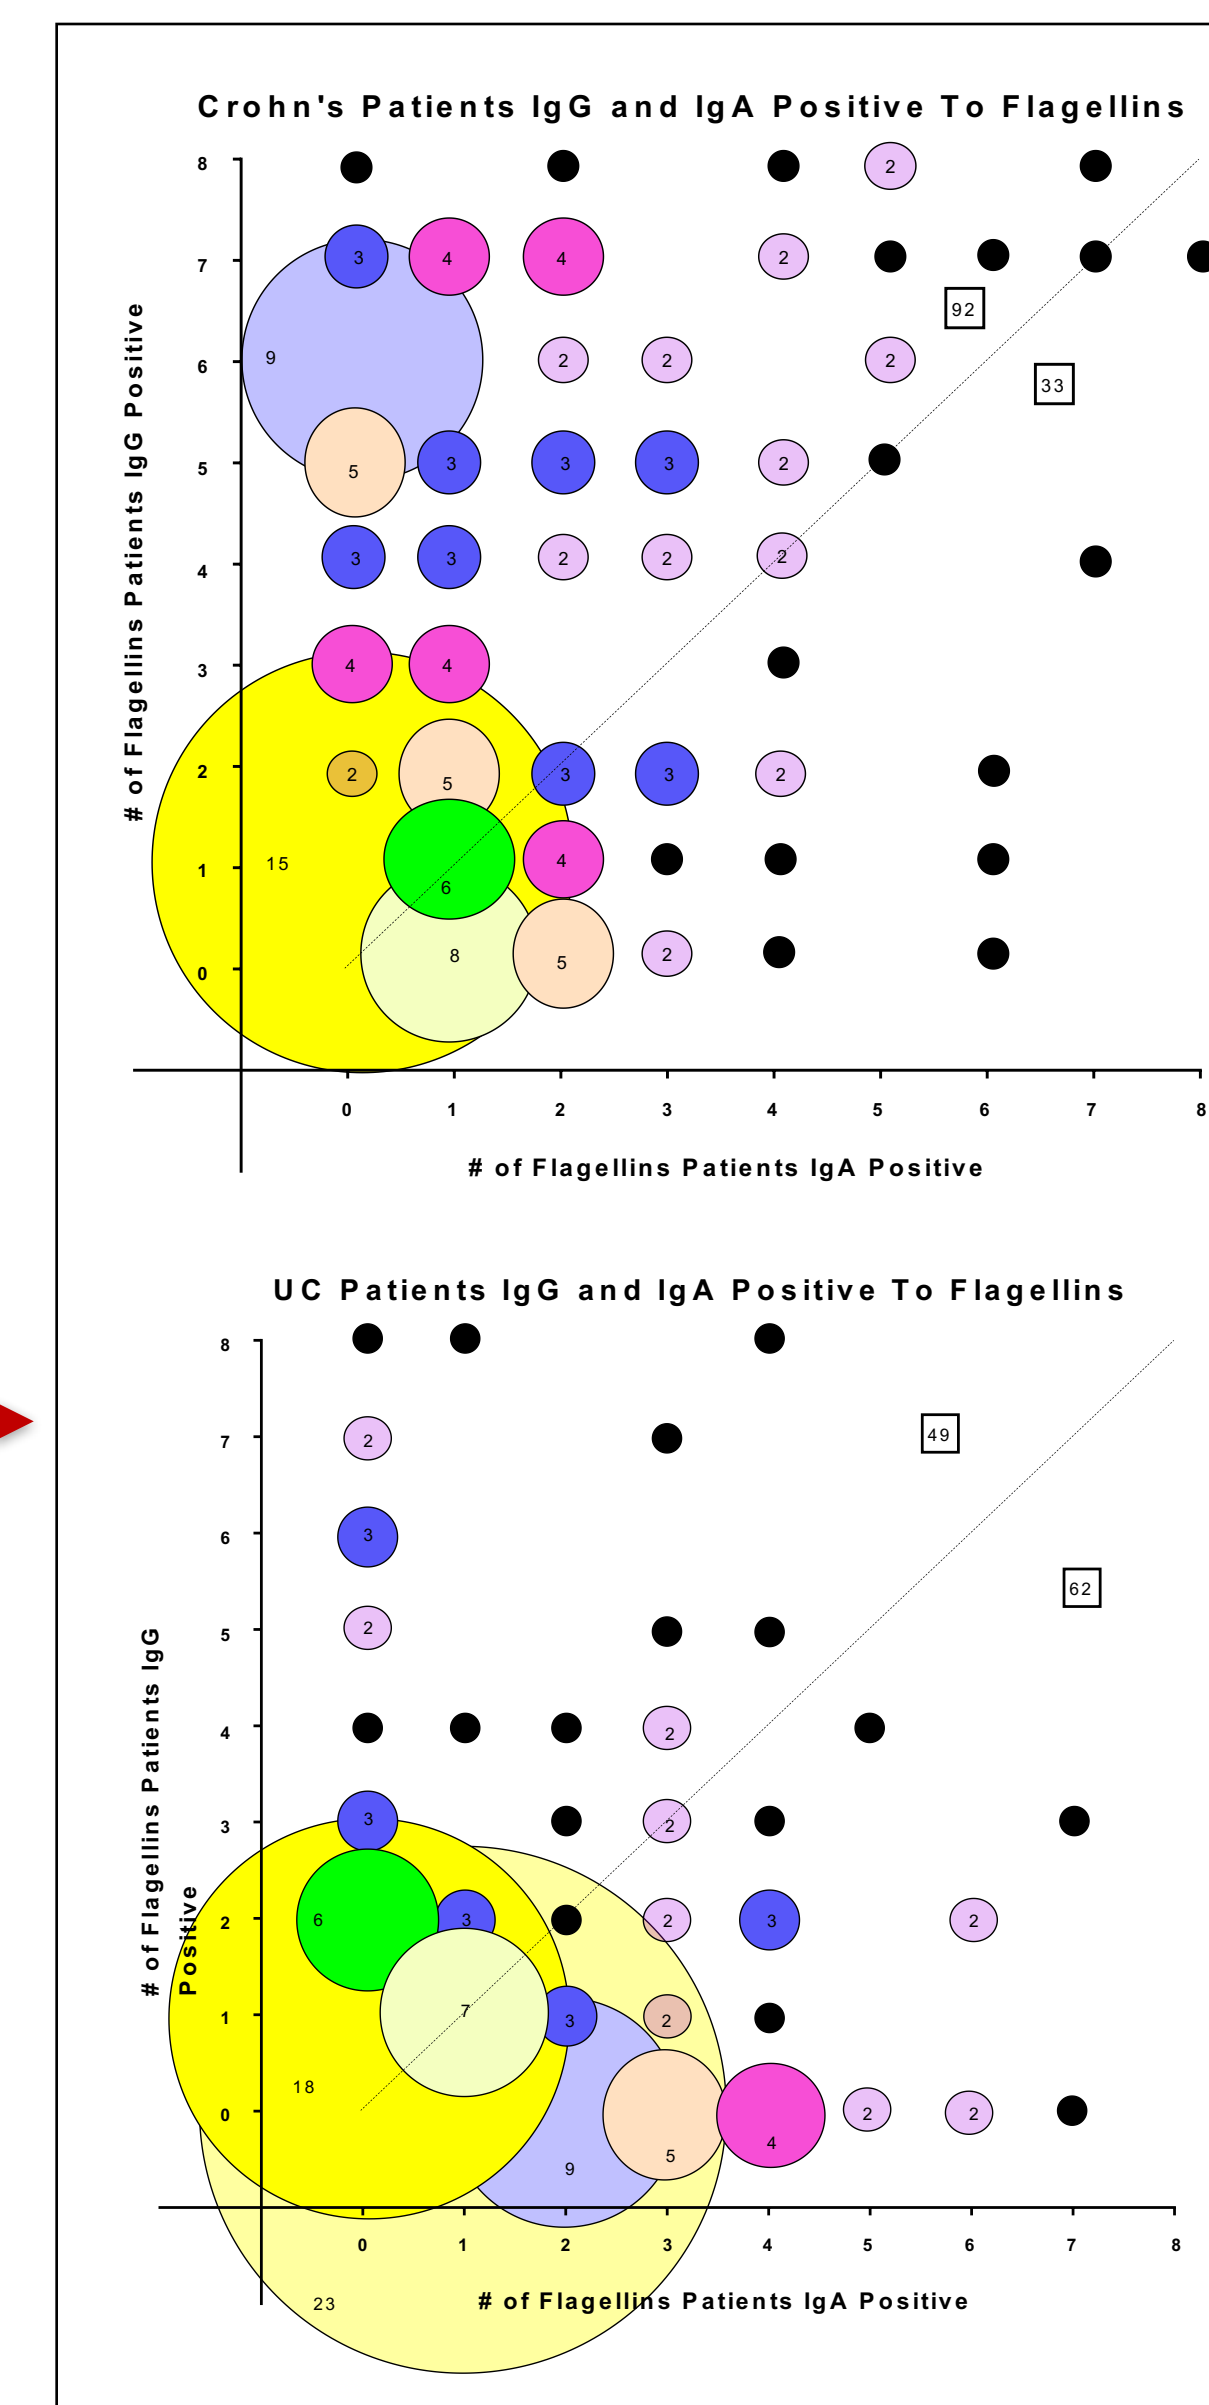 Crohn's Patients IgG and IgA Positive To Flagellins
# of Flagellins Patients IgG Positive
8 2
7 3 4 4 2
92
6 9 2 2 2
33
5 5 3 3 3 2
4 3 3 2 2 2
3 4 4
2 2 5 3 3 2
1 15 6 4
0 8 5 2
0 1 2 3 4 5 6 7 8
# of Flagellins Patients IgA Positive
UC Patients IgG and IgA Positive To Flagellins
# of Flagellins Patients IgG
Positive
8
7 2 49
6 3
62
5 2
4 2
3 3 2
2 6 3 2 3 2
1 7 3 2
18
0 2 2
5 4
9
0 1 2 3 4 5 6 7 8
23
# of Flagellins Patients IgA Positive